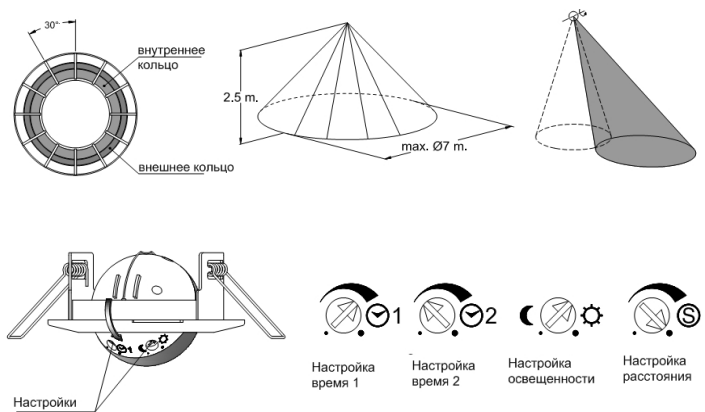 30°
внутреннее
кольцо
внешнее кольцо
2.5 m.
max. Ø7 m.
1
2
S
Настройка
время 1
Настройка
время 2
Настройка
освещенности
Настройка
расстояния
1
Настройки